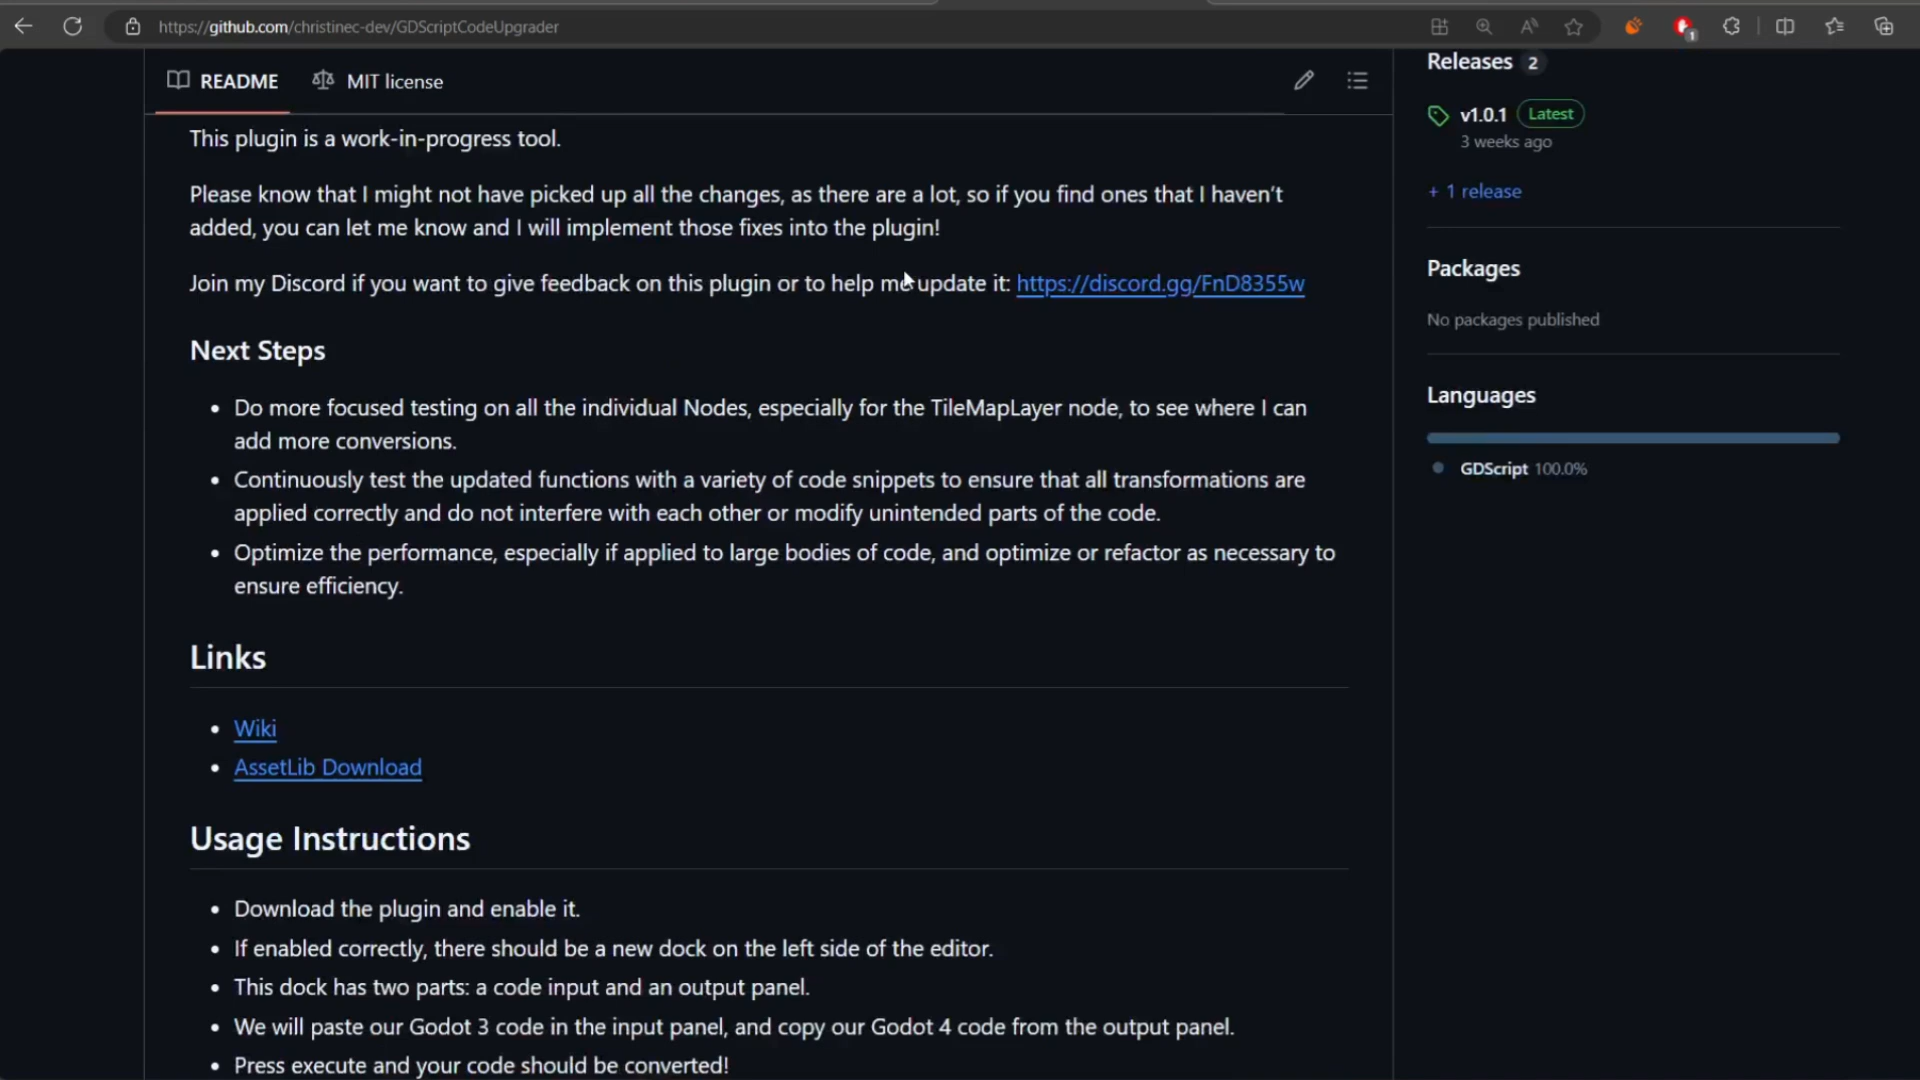 https://github.com/christinec-dev/GDScriptCodeUpgrader
1
README
MIT license
This plugin is a work-in-progress tool.
Please know that I might not have picked up all the changes, as there are a lot, so if you find ones that I haven't
added, you can let me know and I will implement those fixes into the plugin!
Join my Discord if you want to give feedback on this plugin or to help me update it: https://discord.gg/FnD8355w
Next Steps
• Do more focused testing on all the individual Nodes, especially for the TileMapLayer node, to see where I can
add more conversions.
• Continuously test the updated functions with a variety of code snippets to ensure that all transformations are
applied correctly and do not interfere with each other or modify unintended parts of the code.
• Optimize the performance, especially if applied to large bodies of code, and optimize or refactor as necessary to
ensure efficiency.
Links
• Wiki
• AssetLib Download
Usage Instructions
• Download the plugin and enable it.
• If enabled correctly, there should be a new dock on the left side of the editor.
• This dock has two parts: a code input and an output panel.
• We will paste our Godot 3 code in the input panel, and copy our Godot 4 code from the output panel.
• Press execute and your code should be converted!
Releases 2
v1.0.1 Latest
3 weeks ago
+ 1 release
Packages
No packages published
Languages
GDScript 100.0%